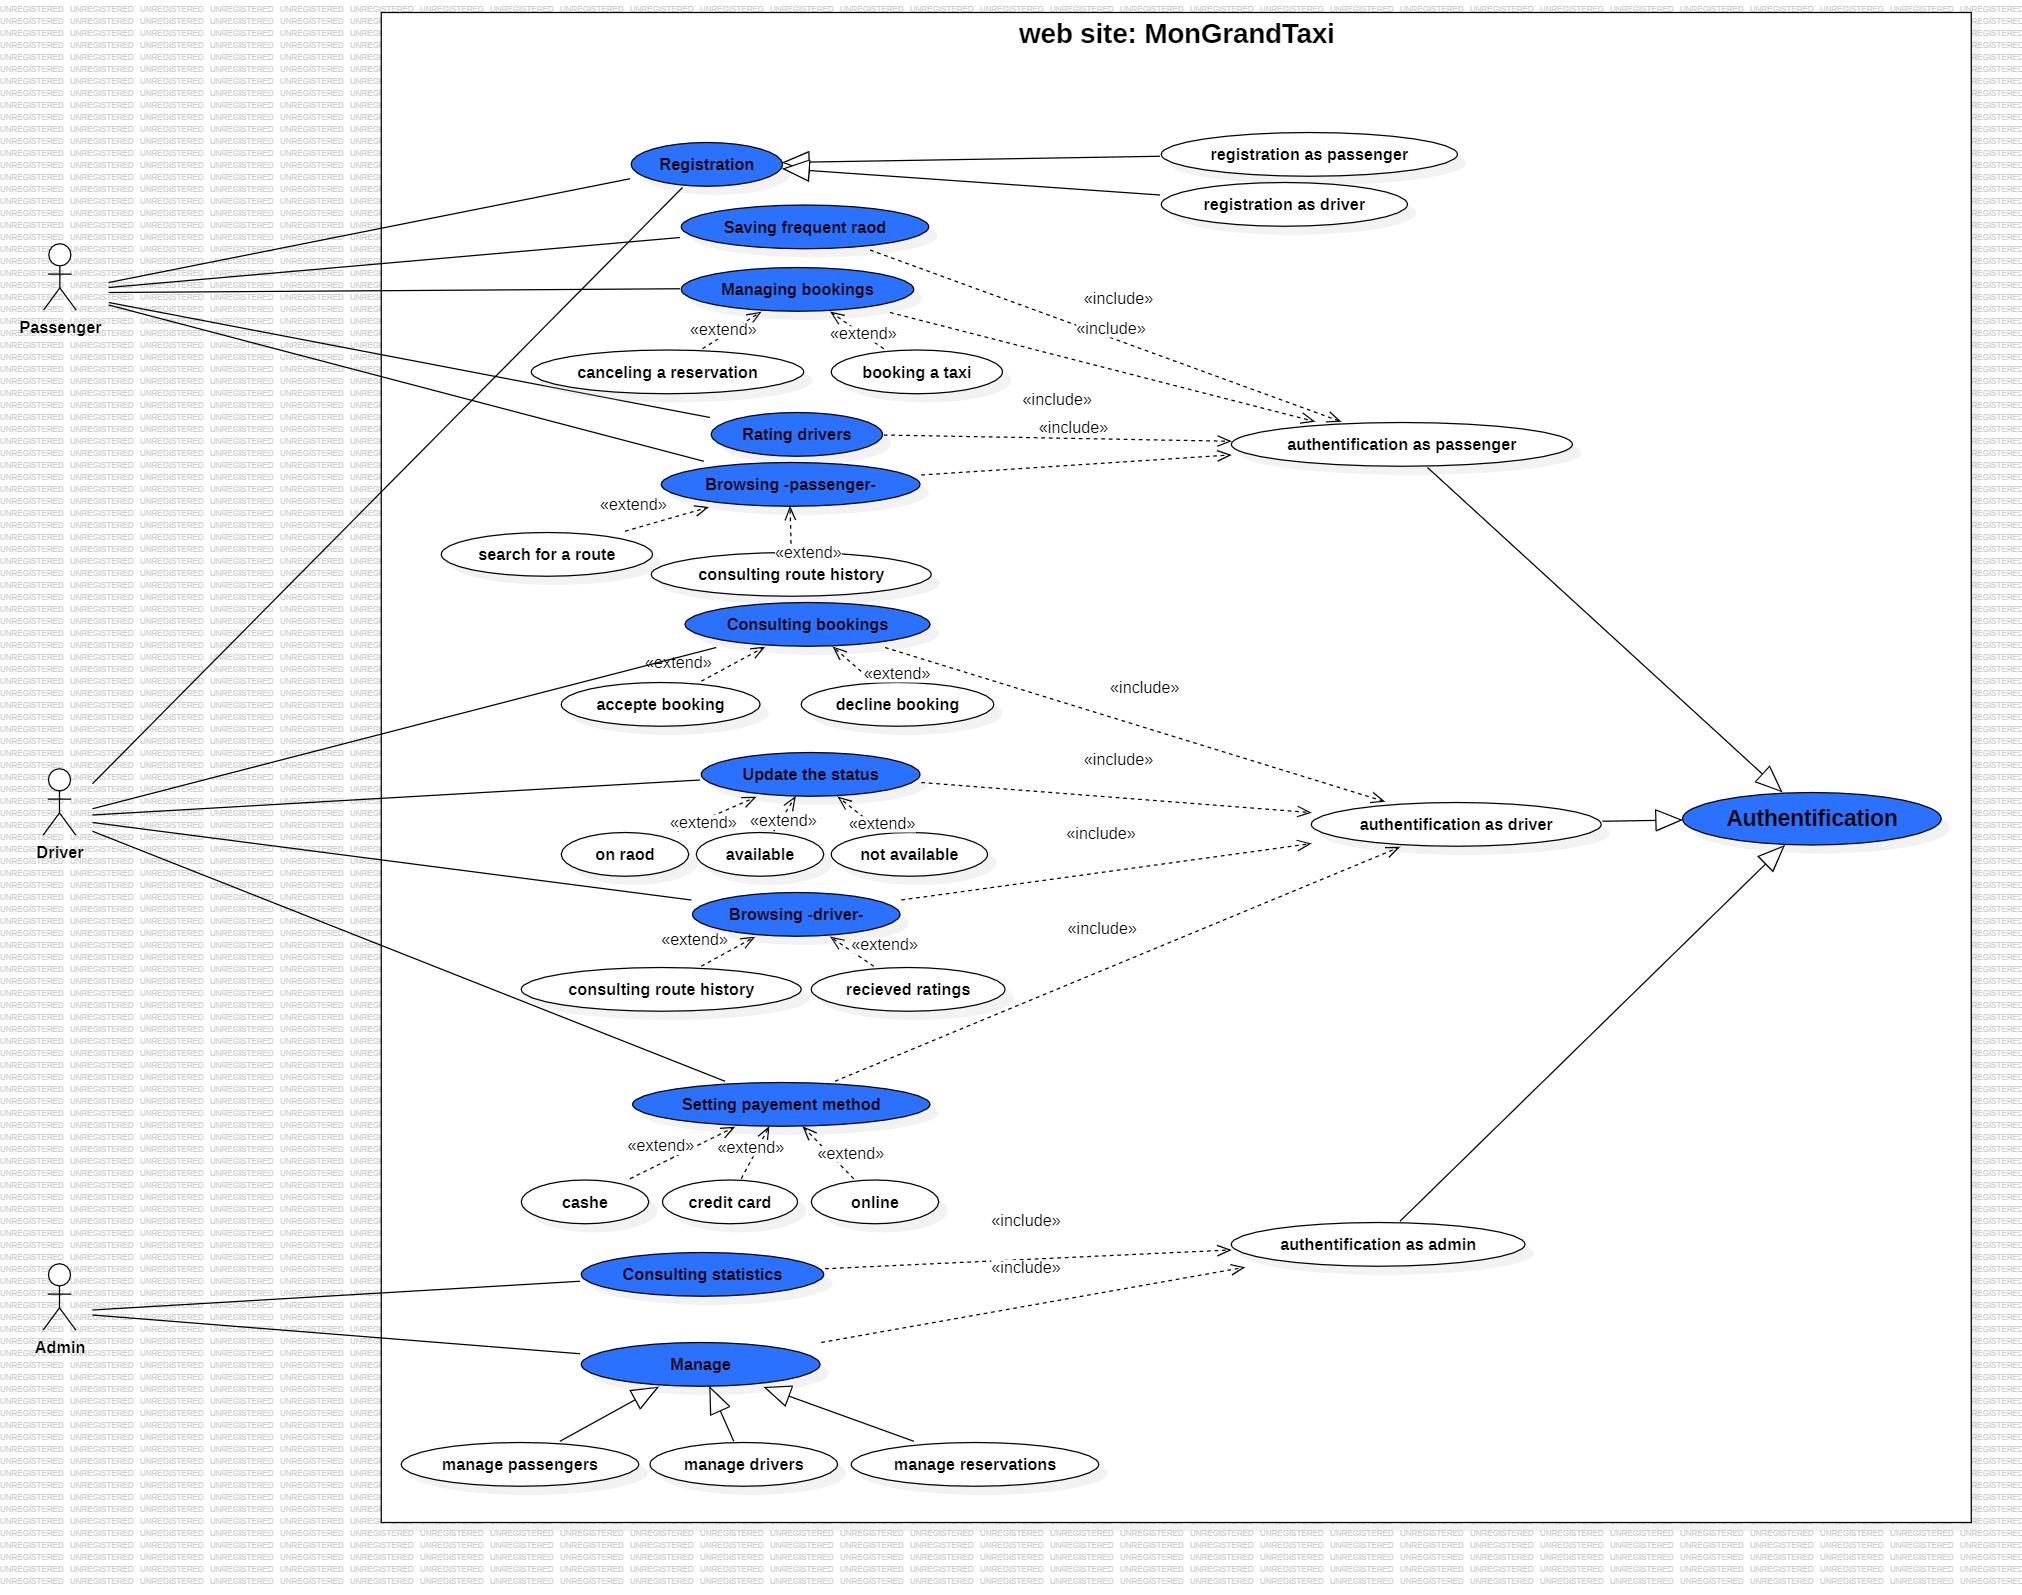 web site: MonGrandTaxi
Registration
registration as passenger
registration as driver
Saving frequent raod
Passenger
Managing bookings
«include»
«include»
«extend»
«extend»
canceling a reservation
booking a taxi
«include»
«include»
Rating drivers
authentification as passenger
Browsing -passenger-
«extend»
search for a route
«extend»
consulting route history
Consulting bookings
«extend»
«extend»
«include»
accepte booking
decline booking
«include»
Update the status
«extend»
«extend»
«extend»
Driver
on raod
available
not available
authentification as driver
Authentification
«include»
Browsing -driver-
«extend»
«extend»
«include»
consulting route history
recieved ratings
Setting payement method
«extend»
«extend»
«extend»
cashe
credit card
online
«include»
authentification as admin
Consulting statistics
«include»
Admin
Manage
manage passengers
manage drivers
manage reservations
UNREGISTERED